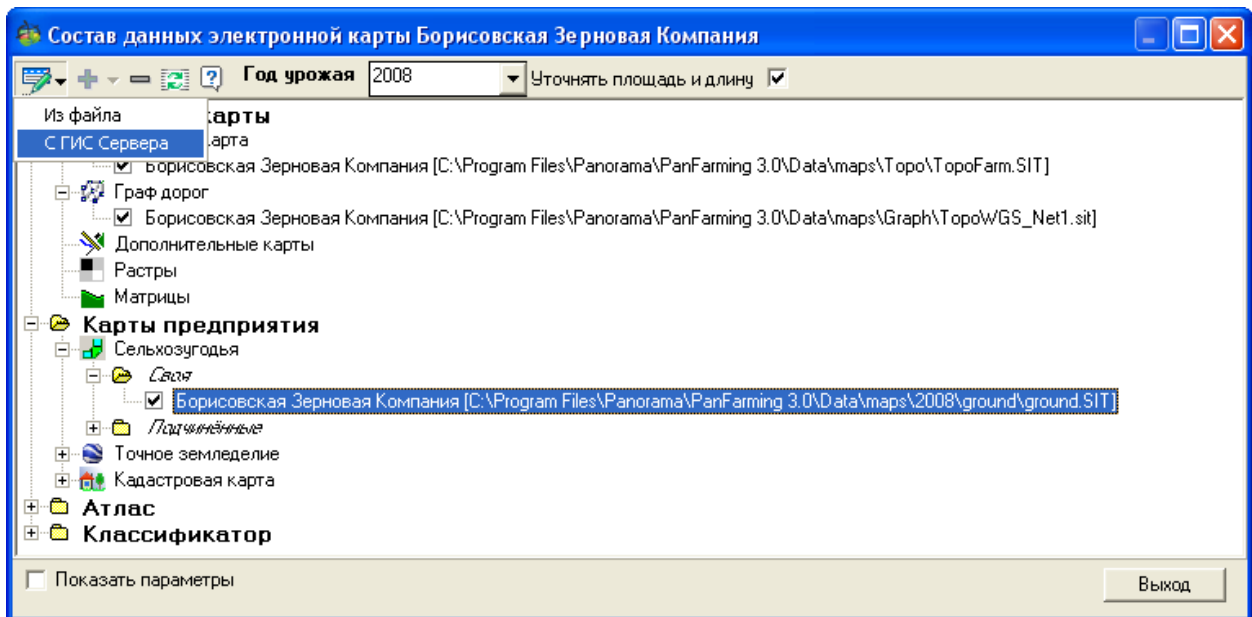 Состав данных электронной карты Борисовская Зерновая Компания
Год урожая 2008 Уточнять площадь и длину
Из файла
С ГИС Сервера
карты
карта
Борисовская Зерновая Компания [C:\Program Files\Panorama\PanFarming 3.0\Data\maps\Topo\TopoFarm.SIT]
Граф дорог
Борисовская Зерновая Компания [C:\Program Files\Panorama\PanFarming 3.0\Data\maps\Graph\TopoWGS_Net1.sit]
Дополнительные карты
Растры
Матрицы
Карты предприятия
Сельхозугодья
Свая
Борисовская Зерновая Компания [C:\Program Files\Panorama\PanFarming 3.0\Data\maps\2008\ground\ground.SIT]
Подчинённые
Точное земледелие
Кадастровая карта
Атлас
Классификатор
Показать параметры
Выход